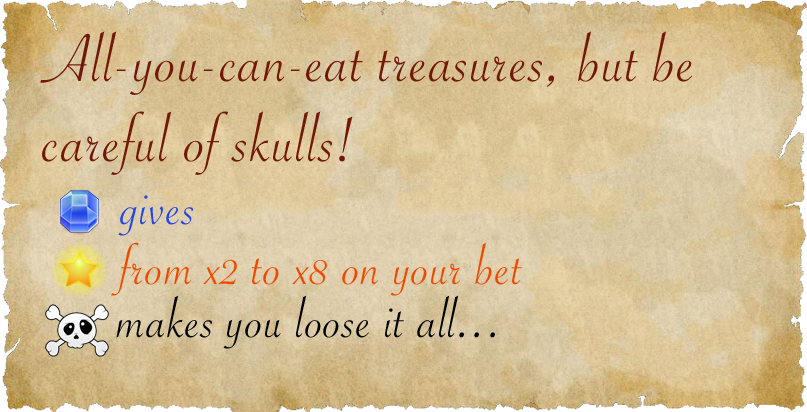 All-you-can-eat treasures, but be
careful of skulls!
gives
from x2 to x8 on your bet
makes you loose it all...